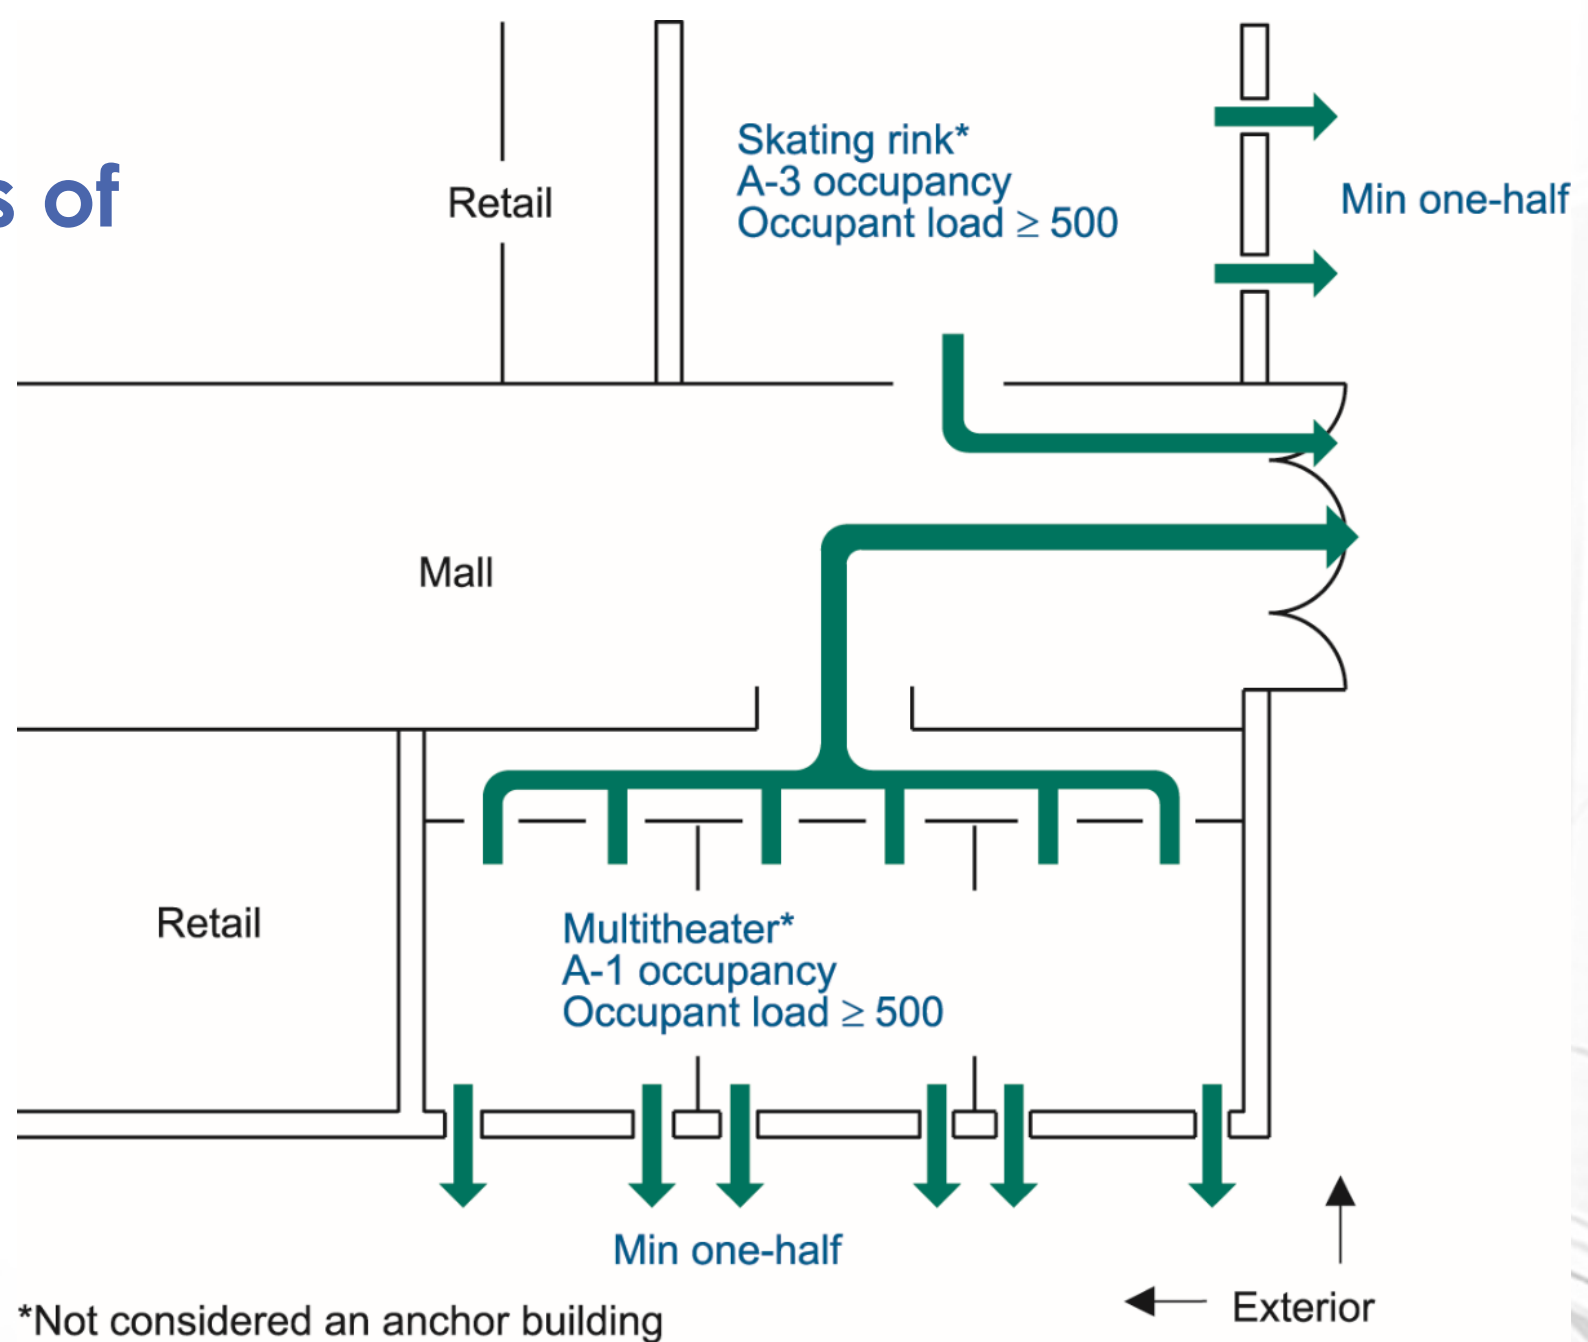 s of
Skating rink*
A-3 occupancy
Occupant load ≥ 500
Retail
Min one-half
Mall
Retail
Multitheater*
A-1 occupancy
Occupant load ≥ 500
Min one-half
Exterior
*Not considered an anchor building